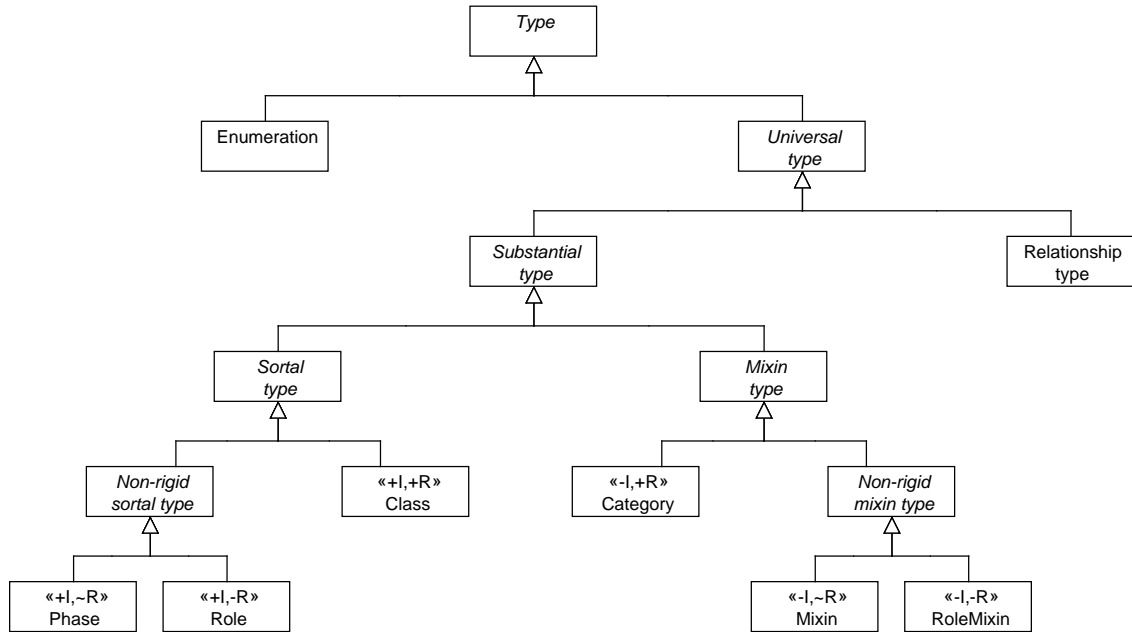 Type
Enumeration
Universal
type
Substantial
type
Relationship
type
Sortal
type
Mixin
type
Non-rigid
sortal type
«+I,+R»
Class
«-I,+R»
Category
Non-rigid
mixin type
«+I,~R»
Phase
«+I,-R»
Role
«-I,~R»
Mixin
«-I,-R»
RoleMixin